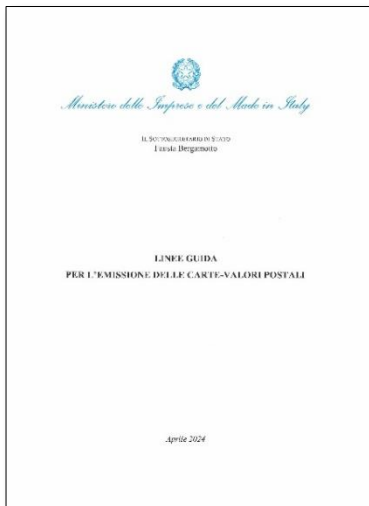 Ministero delle Imprese e del Made in Italy
IL SOTTOSEGRETARIO DI STATO
Fausta Bergamotto
LINEE GUIDA
PER L'EMISSIONE DELLE CARTE-VALORI POSTALI
Aprile 2024